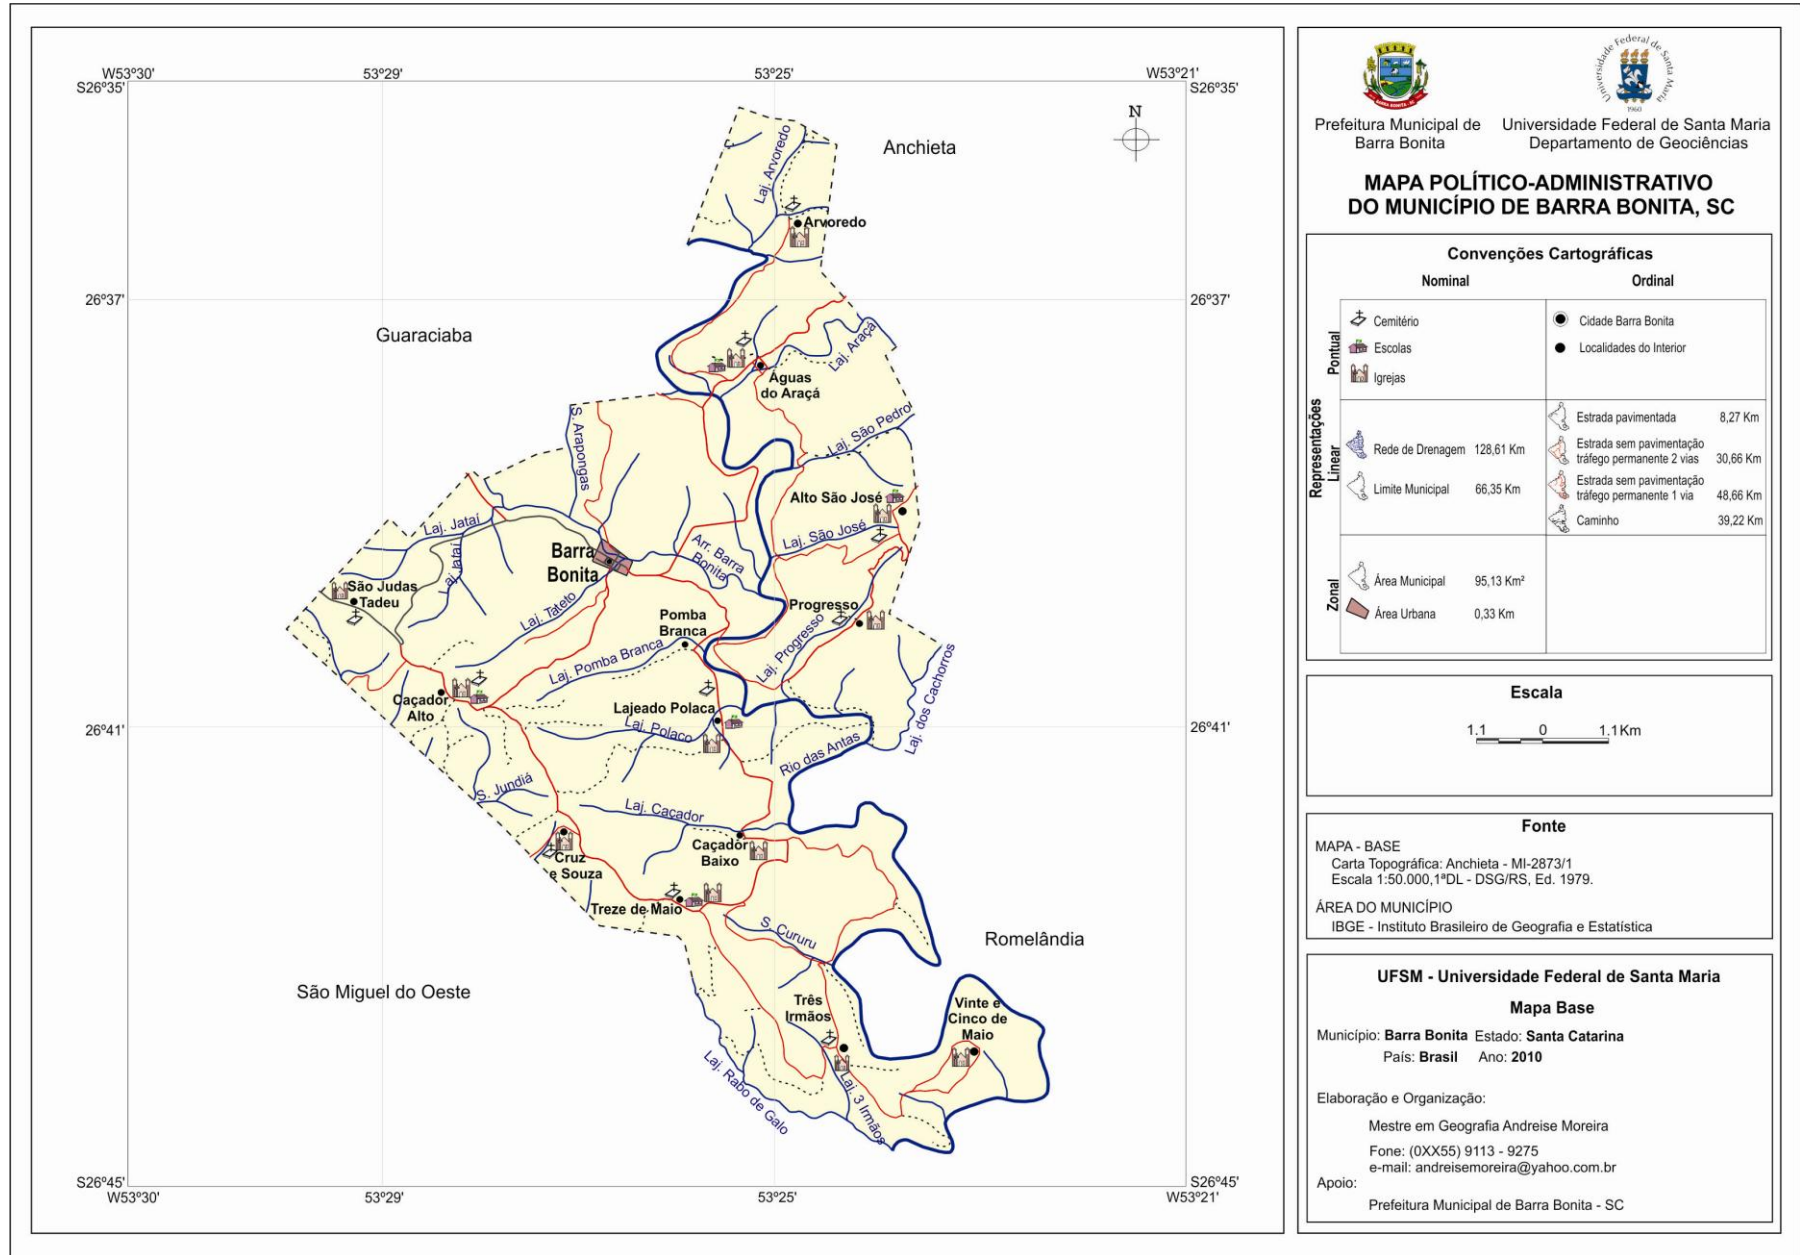 W53º30'
53º29'
53º25'
W53º21'
S26º35'
S26º35'
N
Anchieta
Laj. Arvoredo
Arvoredo
26º37'
26º37'
Guaraciaba
Laj. Araçá
Águas
do Araçá
S. Arapongas
Laj. São Pedro
Alto São José
Laj. Jataí
Laj. São José
Laj Jataí
Barra
Bonita
Arr. Barra
Bonita
São Judas
Tadeu
Laj. Tateto
Pomba
Branca
Progresso
Laj. Pomba Branca
Laj. Progresso
Laj. dos Cachorros
Caçador
Alto
Lajeado Polaca
Laj. Polaco
Rio das Antas
26º41'
26º41'
S. Jundiá
Laj. Caçador
Caçador
Baixo
Cruz
e Souza
Treze de Maio
S. Cururu
Romelândia
São Miguel do Oeste
Três
Irmãos
Vinte e
Cinco de
Maio
Laj. Rabo de Galo
Laj. 3 Irmãos
S26º45'
S26º45'
W53º30'
53º29'
53º25'
W53º21'
BARRA BONITA - SC
Universidade Federal de Santa Maria
1960
Prefeitura Municipal de
Barra Bonita
Universidade Federal de Santa Maria
Departamento de Geociências
MAPA POLÍTICO-ADMINISTRATIVO
DO MUNICÍPIO DE BARRA BONITA, SC
Convenções Cartográficas
Nominal
Ordinal
Representações
Pontual
Cemitério
Escolas
Igrejas
Cidade Barra Bonita
Localidades do Interior
Linear
Rede de Drenagem 128,61 Km
Limite Municipal 66,35 Km
Estrada pavimentada 8,27 Km
Estrada sem pavimentação
tráfego permanente 2 vias 30,66 Km
Estrada sem pavimentação
tráfego permanente 1 via 48,66 Km
Caminho 39,22 Km
Zonal
Área Municipal 95,13 Km²
Área Urbana 0,33 Km
Escala
1.1 0 1.1Km
Fonte
MAPA - BASE
Carta Topográfica: Anchieta - MI-2873/1
Escala 1:50.000,1ªDL - DSG/RS, Ed. 1979.
ÁREA DO MUNICÍPIO
IBGE - Instituto Brasileiro de Geografia e Estatística
UFSM - Universidade Federal de Santa Maria
Mapa Base
Município: Barra Bonita Estado: Santa Catarina
País: Brasil Ano: 2010
Elaboração e Organização:
Mestre em Geografia Andreise Moreira
Fone: (0XX55) 9113 - 9275
e-mail: andreisemoreira@yahoo.com.br
Apoio:
Prefeitura Municipal de Barra Bonita - SC